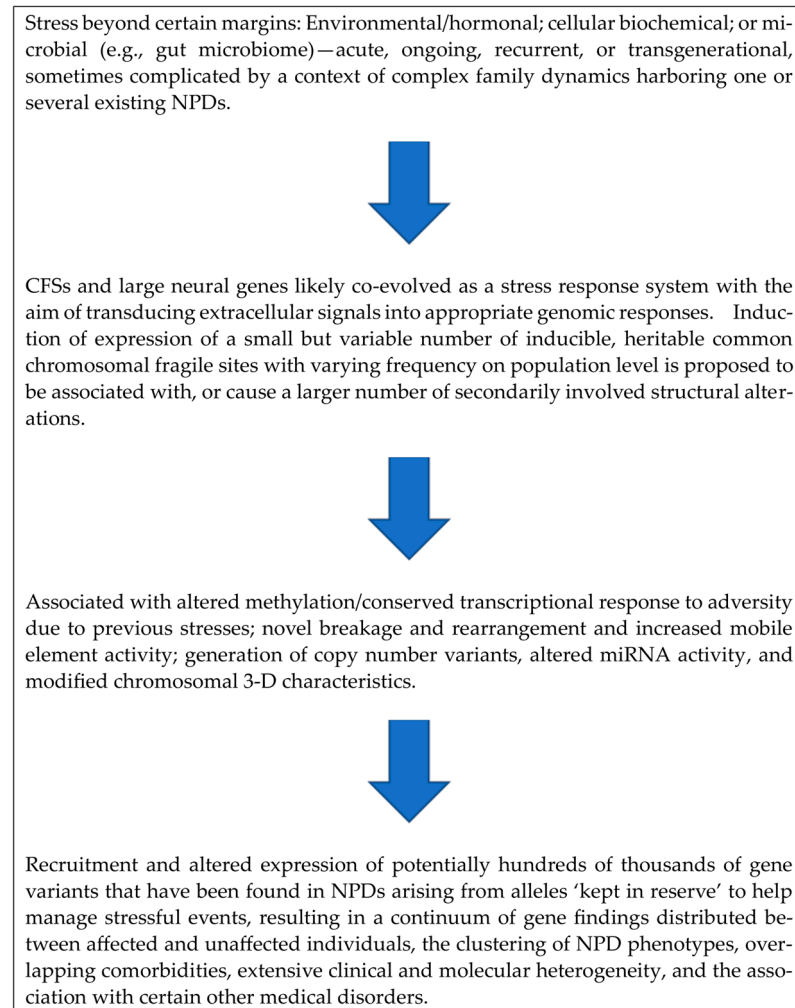 Stress beyond certain margins: Environmental/hormonal; cellular biochemical; or mi-
crobial (e.g., gut microbiome)—acute, ongoing, recurrent, or transgenerational,
sometimes complicated by a context of complex family dynamics harboring one or
several existing NPDs.
CFSs and large neural genes likely co-evolved as a stress response system with the
aim of transducing extracellular signals into appropriate genomic responses. Induc-
tion of expression of a small but variable number of inducible, heritable common
chromosomal fragile sites with varying frequency on population level is proposed to
be associated with, or cause a larger number of secondarily involved structural alter-
ations.
Associated with altered methylation/conserved transcriptional response to adversity
due to previous stresses; novel breakage and rearrangement and increased mobile
element activity; generation of copy number variants, altered miRNA activity, and
modified chromosomal 3-D characteristics.
Recruitment and altered expression of potentially hundreds of thousands of gene
variants that have been found in NPDs arising from alleles ‘kept in reserve’ to help
manage stressful events, resulting in a continuum of gene findings distributed be-
tween affected and unaffected individuals, the clustering of NPD phenotypes, over-
lapping comorbidities, extensive clinical and molecular heterogeneity, and the asso-
ciation with certain other medical disorders.